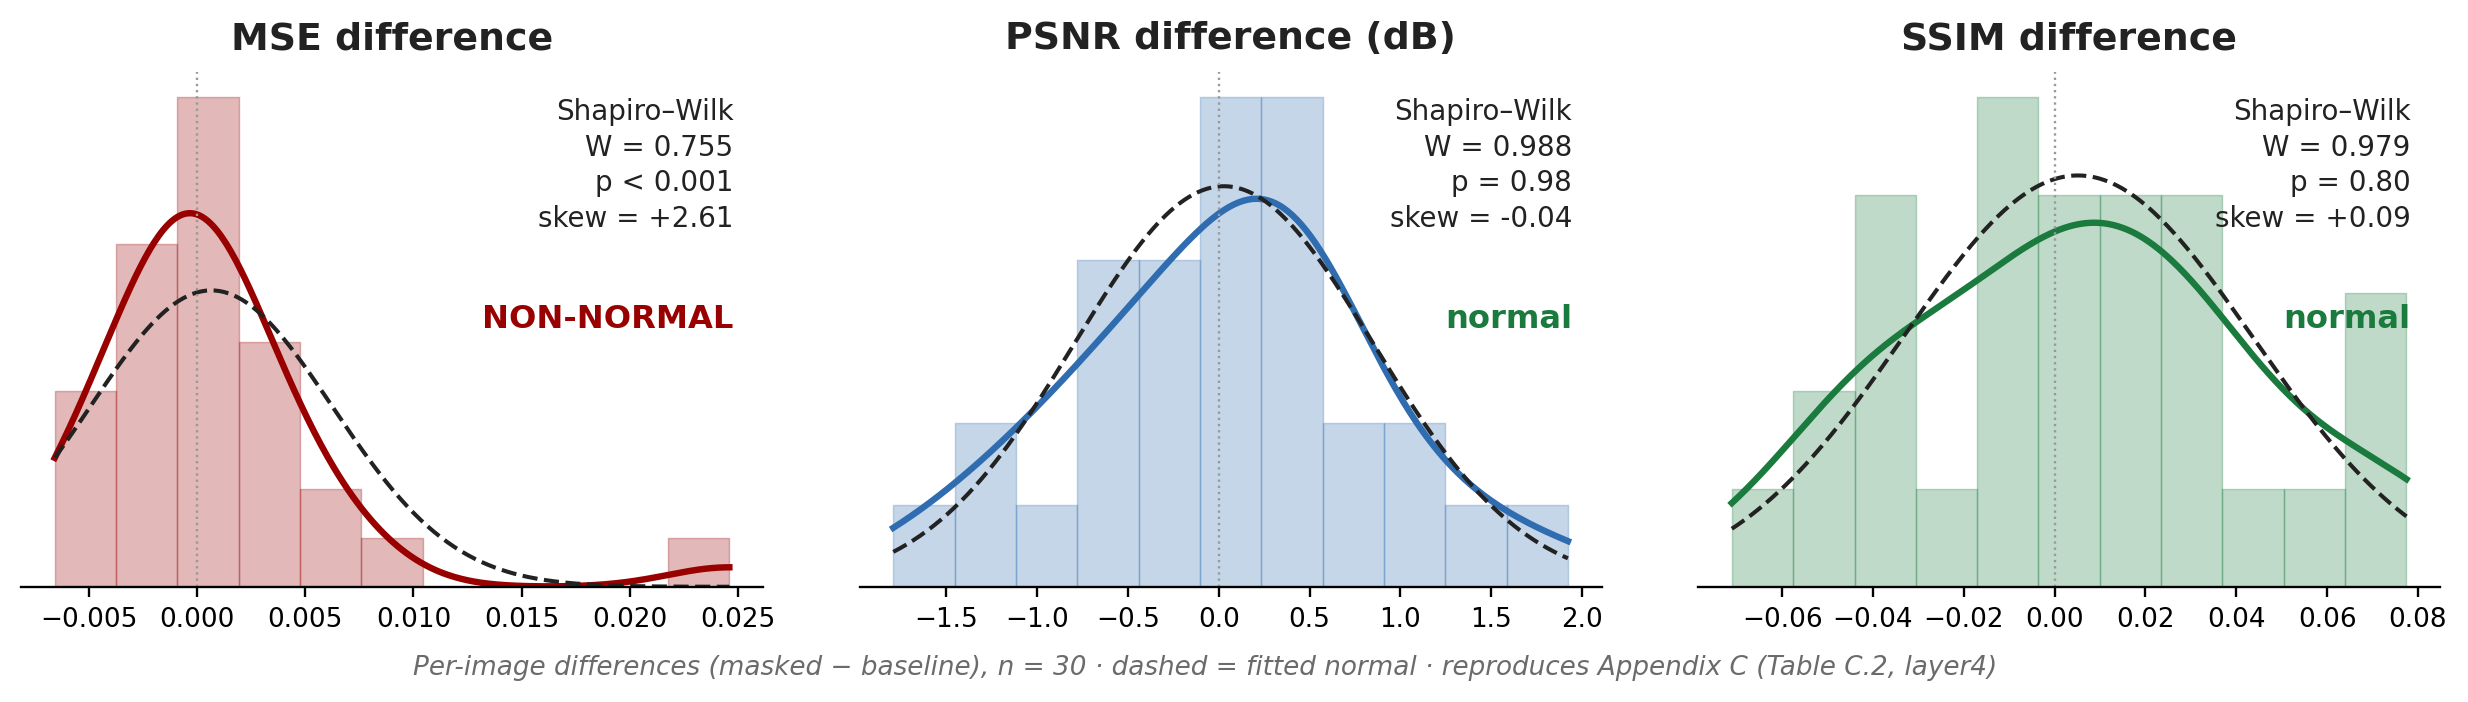 MSE difference
Shapiro–Wilk
W = 0.755
p < 0.001
skew = +2.61
NON-NORMAL
−0.005 0.000 0.005 0.010 0.015 0.020 0.025
PSNR difference (dB)
Shapiro–Wilk
W = 0.988
p = 0.98
skew = -0.04
normal
−1.5 −1.0 −0.5 0.0 0.5 1.0 1.5 2.0
SSIM difference
Shapiro–Wilk
W = 0.979
p = 0.80
skew = +0.09
normal
−0.06 −0.04 −0.02 0.00 0.02 0.04 0.06 0.08
Per-image differences (masked − baseline), n = 30 · dashed = fitted normal · reproduces Appendix C (Table C.2, layer4)